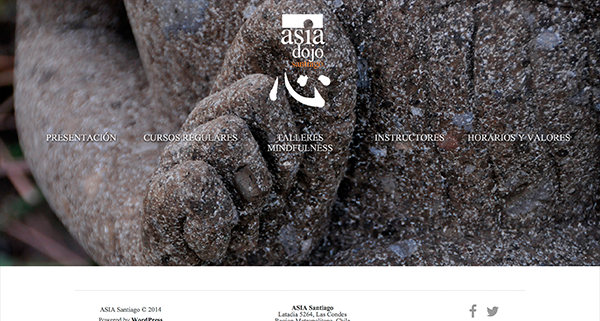 asia
dojo
santiago
心
PRESENTACIÓN
CURSOS REGULARES
TALLERES
MINDFULNESS
INSTRUCTORES
HORARIOS Y VALORES
ASIA Santiago © 2014
Powered by WordPress
ASIA Santiago
Latadia 5264, Las Condes
Region Metropolitana, Chile